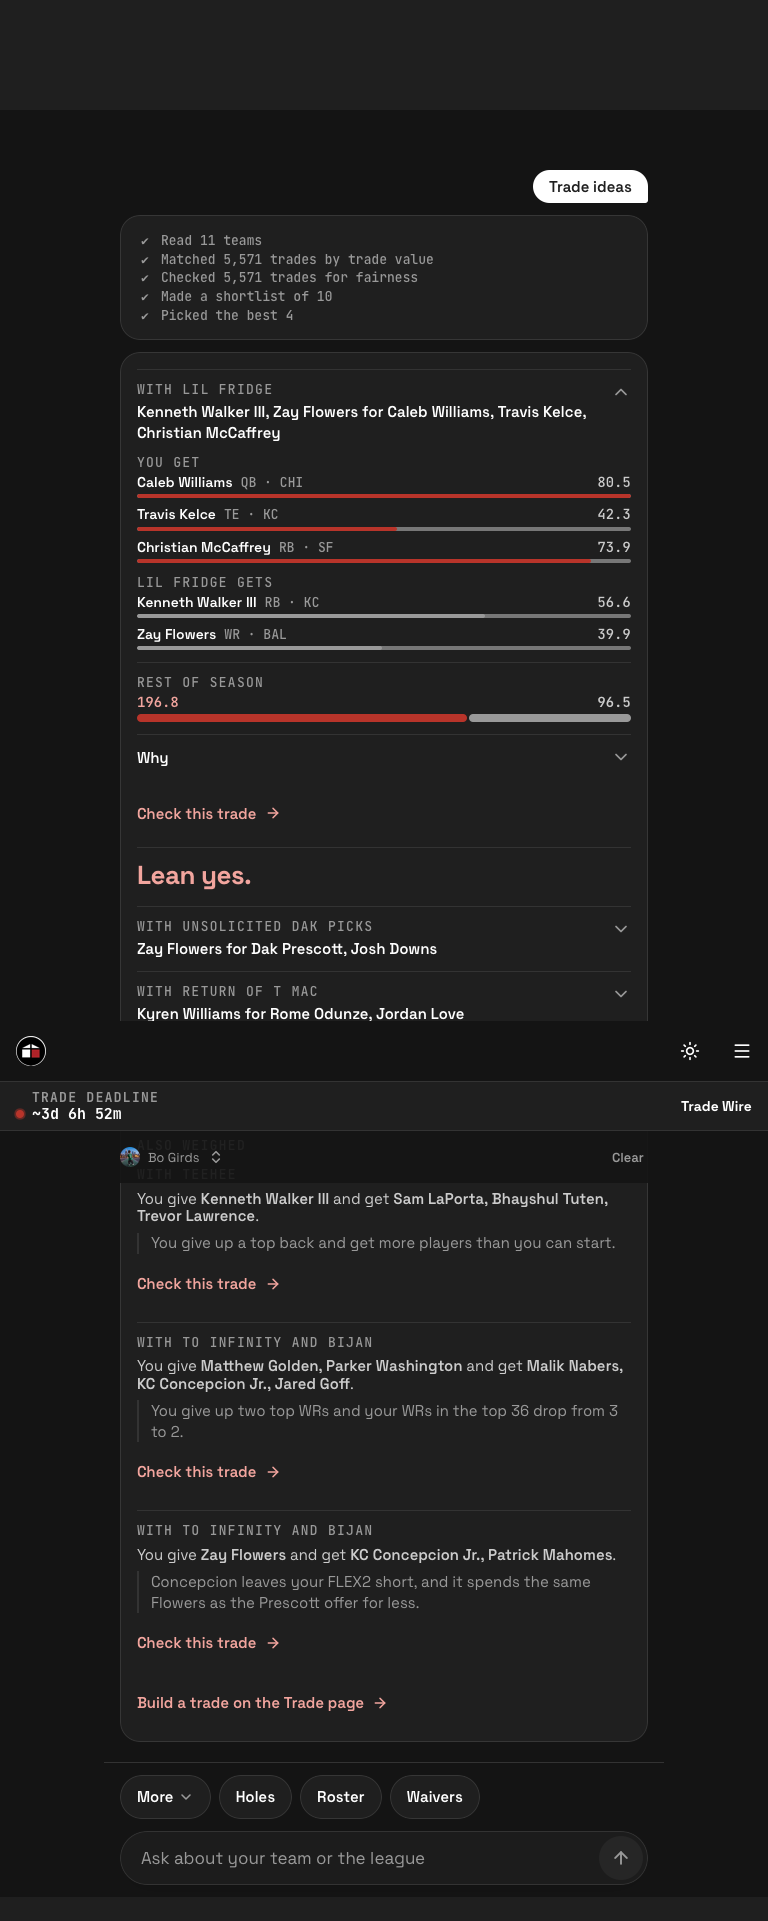 Trade ideas
✔ Read 11 teams
✔ Matched 5,571 trades by trade value
✔ Checked 5,571 trades for fairness
✔ Made a shortlist of 10
✔ Picked the best 4
WITH LIL FRIDGE
Kenneth Walker III, Zay Flowers for Caleb Williams, Travis Kelce,
Christian McCaffrey
YOU GET
Caleb Williams QB · CHI 80.5
Travis Kelce TE · KC 42.3
Christian McCaffrey RB · SF 73.9
LIL FRIDGE GETS
Kenneth Walker III RB · KC 56.6
Zay Flowers WR · BAL 39.9
REST OF SEASON
196.8 96.5
Why
Check this trade →
Lean yes.
WITH UNSOLICITED DAK PICKS
Zay Flowers for Dak Prescott, Josh Downs
WITH RETURN OF T MAC
Kyren Williams for Rome Odunze, Jordan Love
TRADE DEADLINE
~3d 6h 52m
Trade Wire
ALSO WEIGHED
Bo Girds
Clear
WITH TEEHEE
You give Kenneth Walker III and get Sam LaPorta, Bhayshul Tuten,
Trevor Lawrence.
You give up a top back and get more players than you can start.
Check this trade →
WITH TO INFINITY AND BIJAN
You give Matthew Golden, Parker Washington and get Malik Nabers,
KC Concepcion Jr., Jared Goff.
You give up two top WRs and your WRs in the top 36 drop from 3
to 2.
Check this trade →
WITH TO INFINITY AND BIJAN
You give Zay Flowers and get KC Concepcion Jr., Patrick Mahomes.
Concepcion leaves your FLEX2 short, and it spends the same
Flowers as the Prescott offer for less.
Check this trade →
Build a trade on the Trade page →
More
Holes
Roster
Waivers
Ask about your team or the league